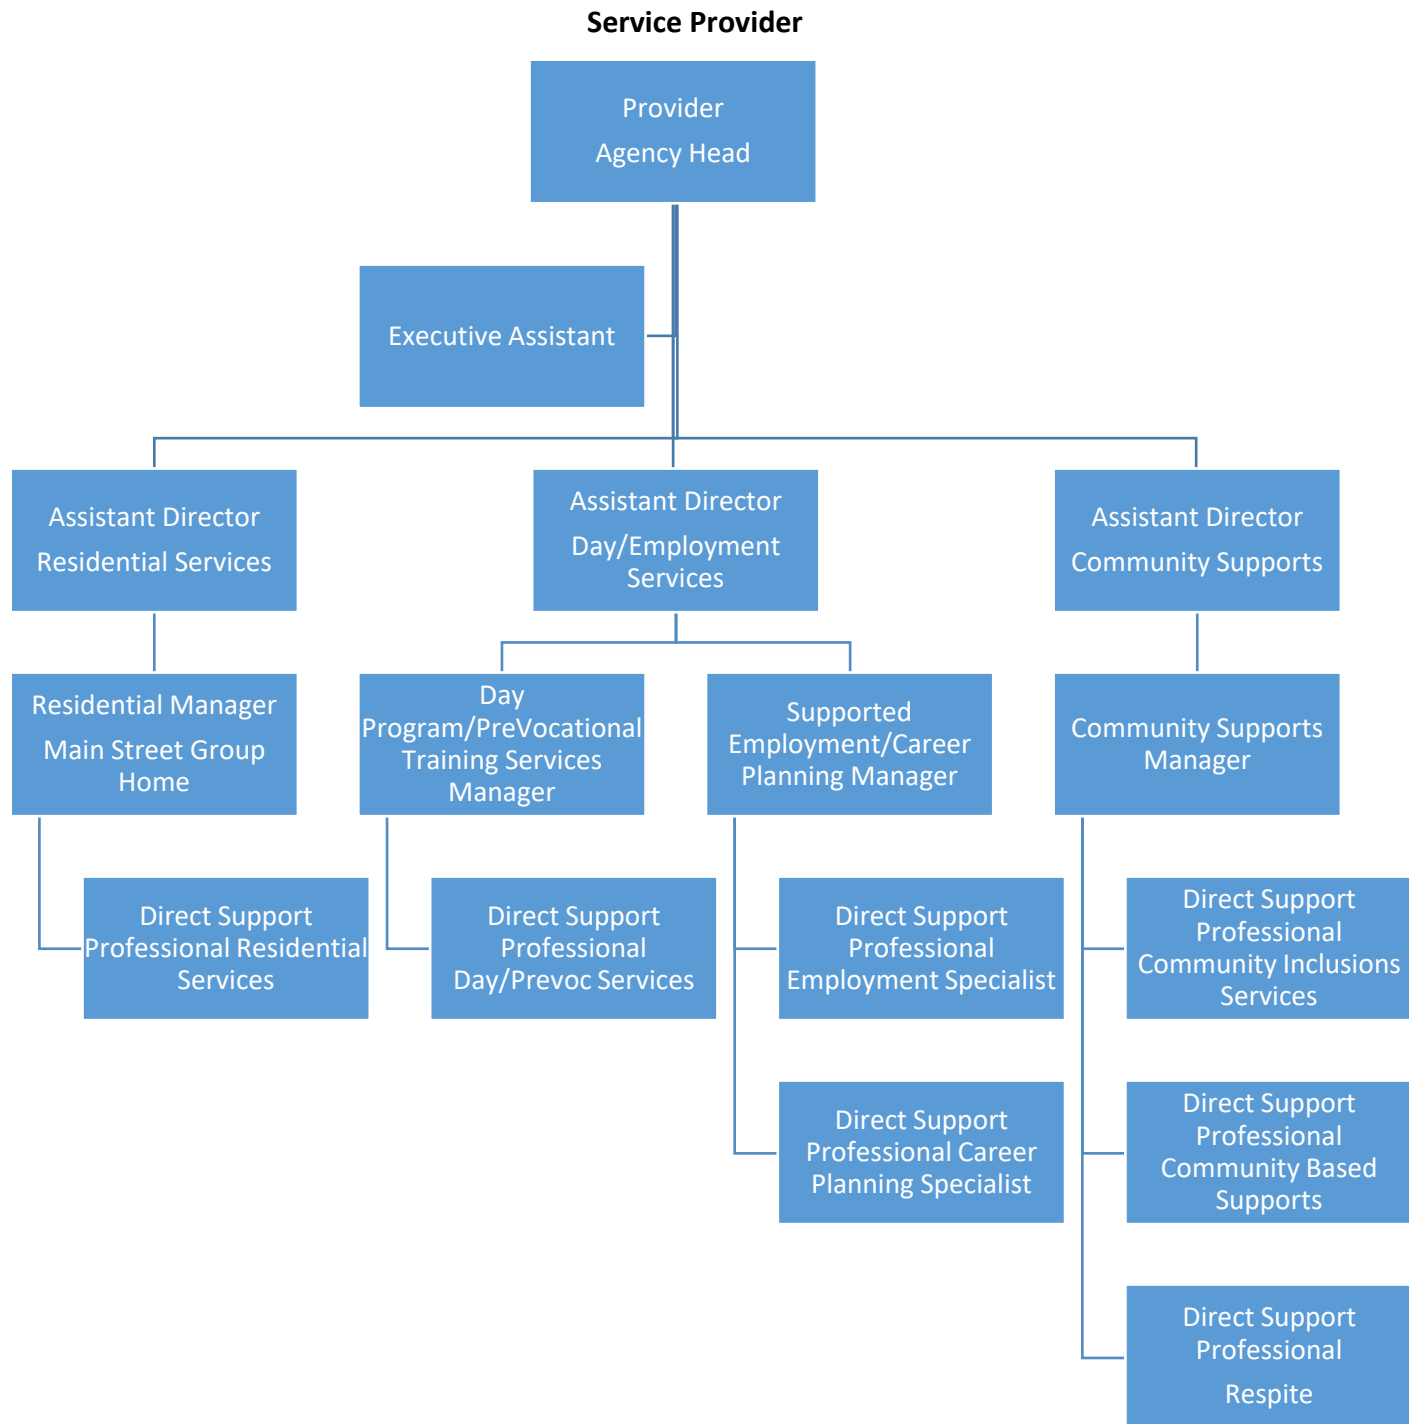 Service Provider
Provider
Agency Head
Executive Assistant
Assistant Director
Residential Services
Assistant Director
Day/Employment
Services
Assistant Director
Community Supports
Residential Manager
Main Street Group
Home
Day
Program/PreVocational
Training Services
Manager
Supported
Employment/Career
Planning Manager
Community Supports
Manager
Direct Support
Professional Residential
Services
Direct Support
Professional
Day/Prevoc Services
Direct Support
Professional
Employment Specialist
Direct Support
Professional
Community Inclusions
Services
Direct Support
Professional Career
Planning Specialist
Direct Support
Professional
Community Based
Supports
Direct Support
Professional
Respite